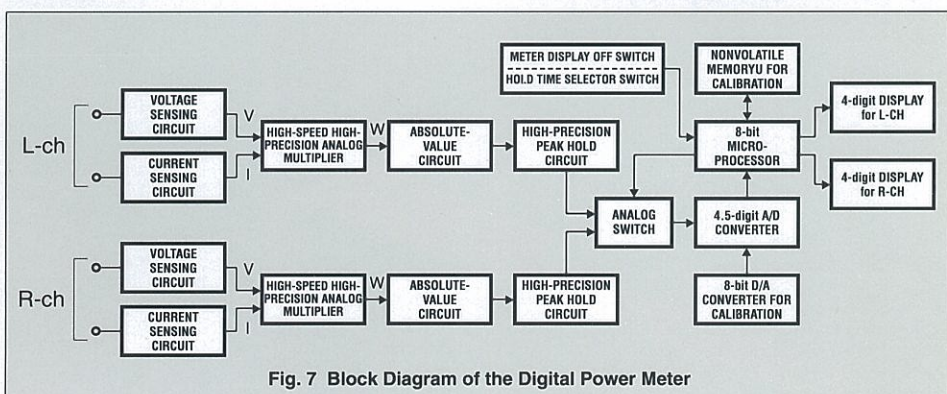 METER DISPLAY OFF SWITCH
HOLD TIME SELECTOR SWITCH
NONVOLATILE
MEMORYU FOR
CALIBRATION
4-digit DISPLAY
for L-CH
4-digit DISPLAY
for R-CH
8-bit
MICRO-
PROCESSOR
L-ch
VOLTAGE
SENSING
CIRCUIT
V
CURRENT
SENSING
CIRCUIT
I
HIGH-SPEED HIGH-
PRECISION ANALOG
MULTIPLIER
W
ABSOLUTE-
VALUE
CIRCUIT
HIGH-PRECISION
PEAK HOLD
CIRCUIT
ANALOG
SWITCH
4.5-digit A/D
CONVERTER
R-ch
VOLTAGE
SENSING
CIRCUIT
V
CURRENT
SENSING
CIRCUIT
I
HIGH-SPEED HIGH-
PRECISION ANALOG
MULTIPLIER
W
ABSOLUTE-
VALUE
CIRCUIT
HIGH-PRECISION
PEAK HOLD
CIRCUIT
8-bit D/A
CONVERTER FOR
CALIBRATION
Fig. 7 Block Diagram of the Digital Power Meter